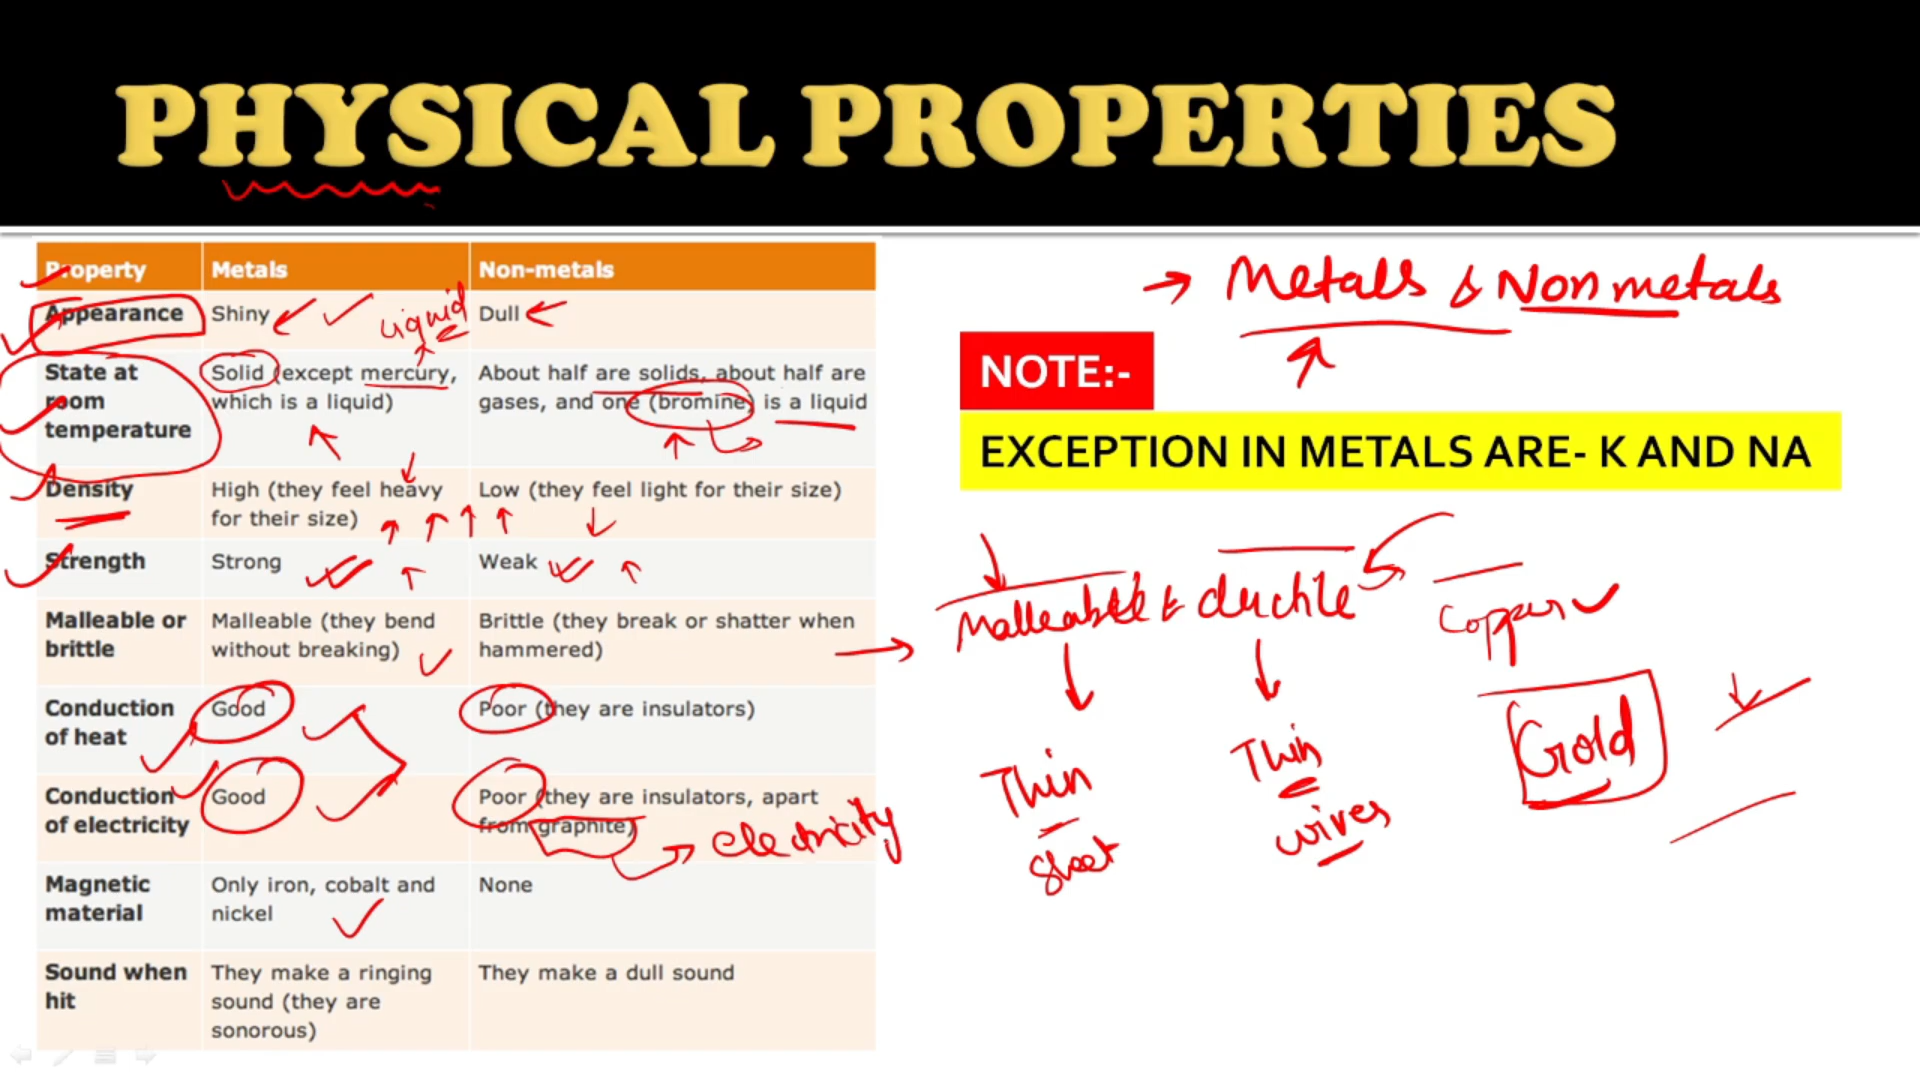 PHYSICAL PROPERTIES
Property Metals Non-metals
Appearance Shiny Dull
liquid
State at room temperature
Solid (except mercury,
which is a liquid)
About half are solids, about half are
gases, and one (bromine) is a liquid
Density
High (they feel heavy
for their size)
Low (they feel light for their size)
Strength Strong Weak
Malleable or
brittle
Malleable (they bend
without breaking)
Brittle (they break or shatter when
hammered)
Conduction
of heat
Good
Poor (they are insulators)
Conduction
of electricity
Good
Poor (they are insulators, apart
from graphite)
electricity
Magnetic
material
Only iron, cobalt and
nickel
None
Sound when
hit
They make a ringing
sound (they are
sonorous)
They make a dull sound
Metals & Non metals
NOTE:-
EXCEPTION IN METALS ARE- K AND NA
Malleable & ductile
Copper
Thin
sheet
Thin
wires
Gold